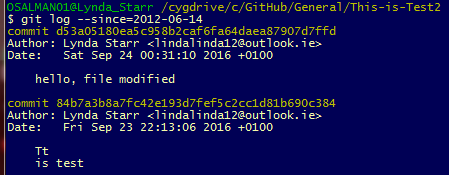 OSALMANO1@Lynda_Starr /cygdrive/c/GitHub/General/This-is-Test2
$ git log --since=2012-06-14
commit d53a05180ea5c958b2caf6fa64daea87907d7ffd
Author: Lynda Starr <lindalinda12@outlook.ie>
Date:   Sat Sep 24 00:31:10 2016 +0100
hello, file modified
commit 84b7a3b8a7fc42e193d7fef5c2cc1d81b690c384
Author: Lynda Starr <lindalinda12@outlook.ie>
Date:   Fri Sep 23 22:13:06 2016 +0100
Tt
is test